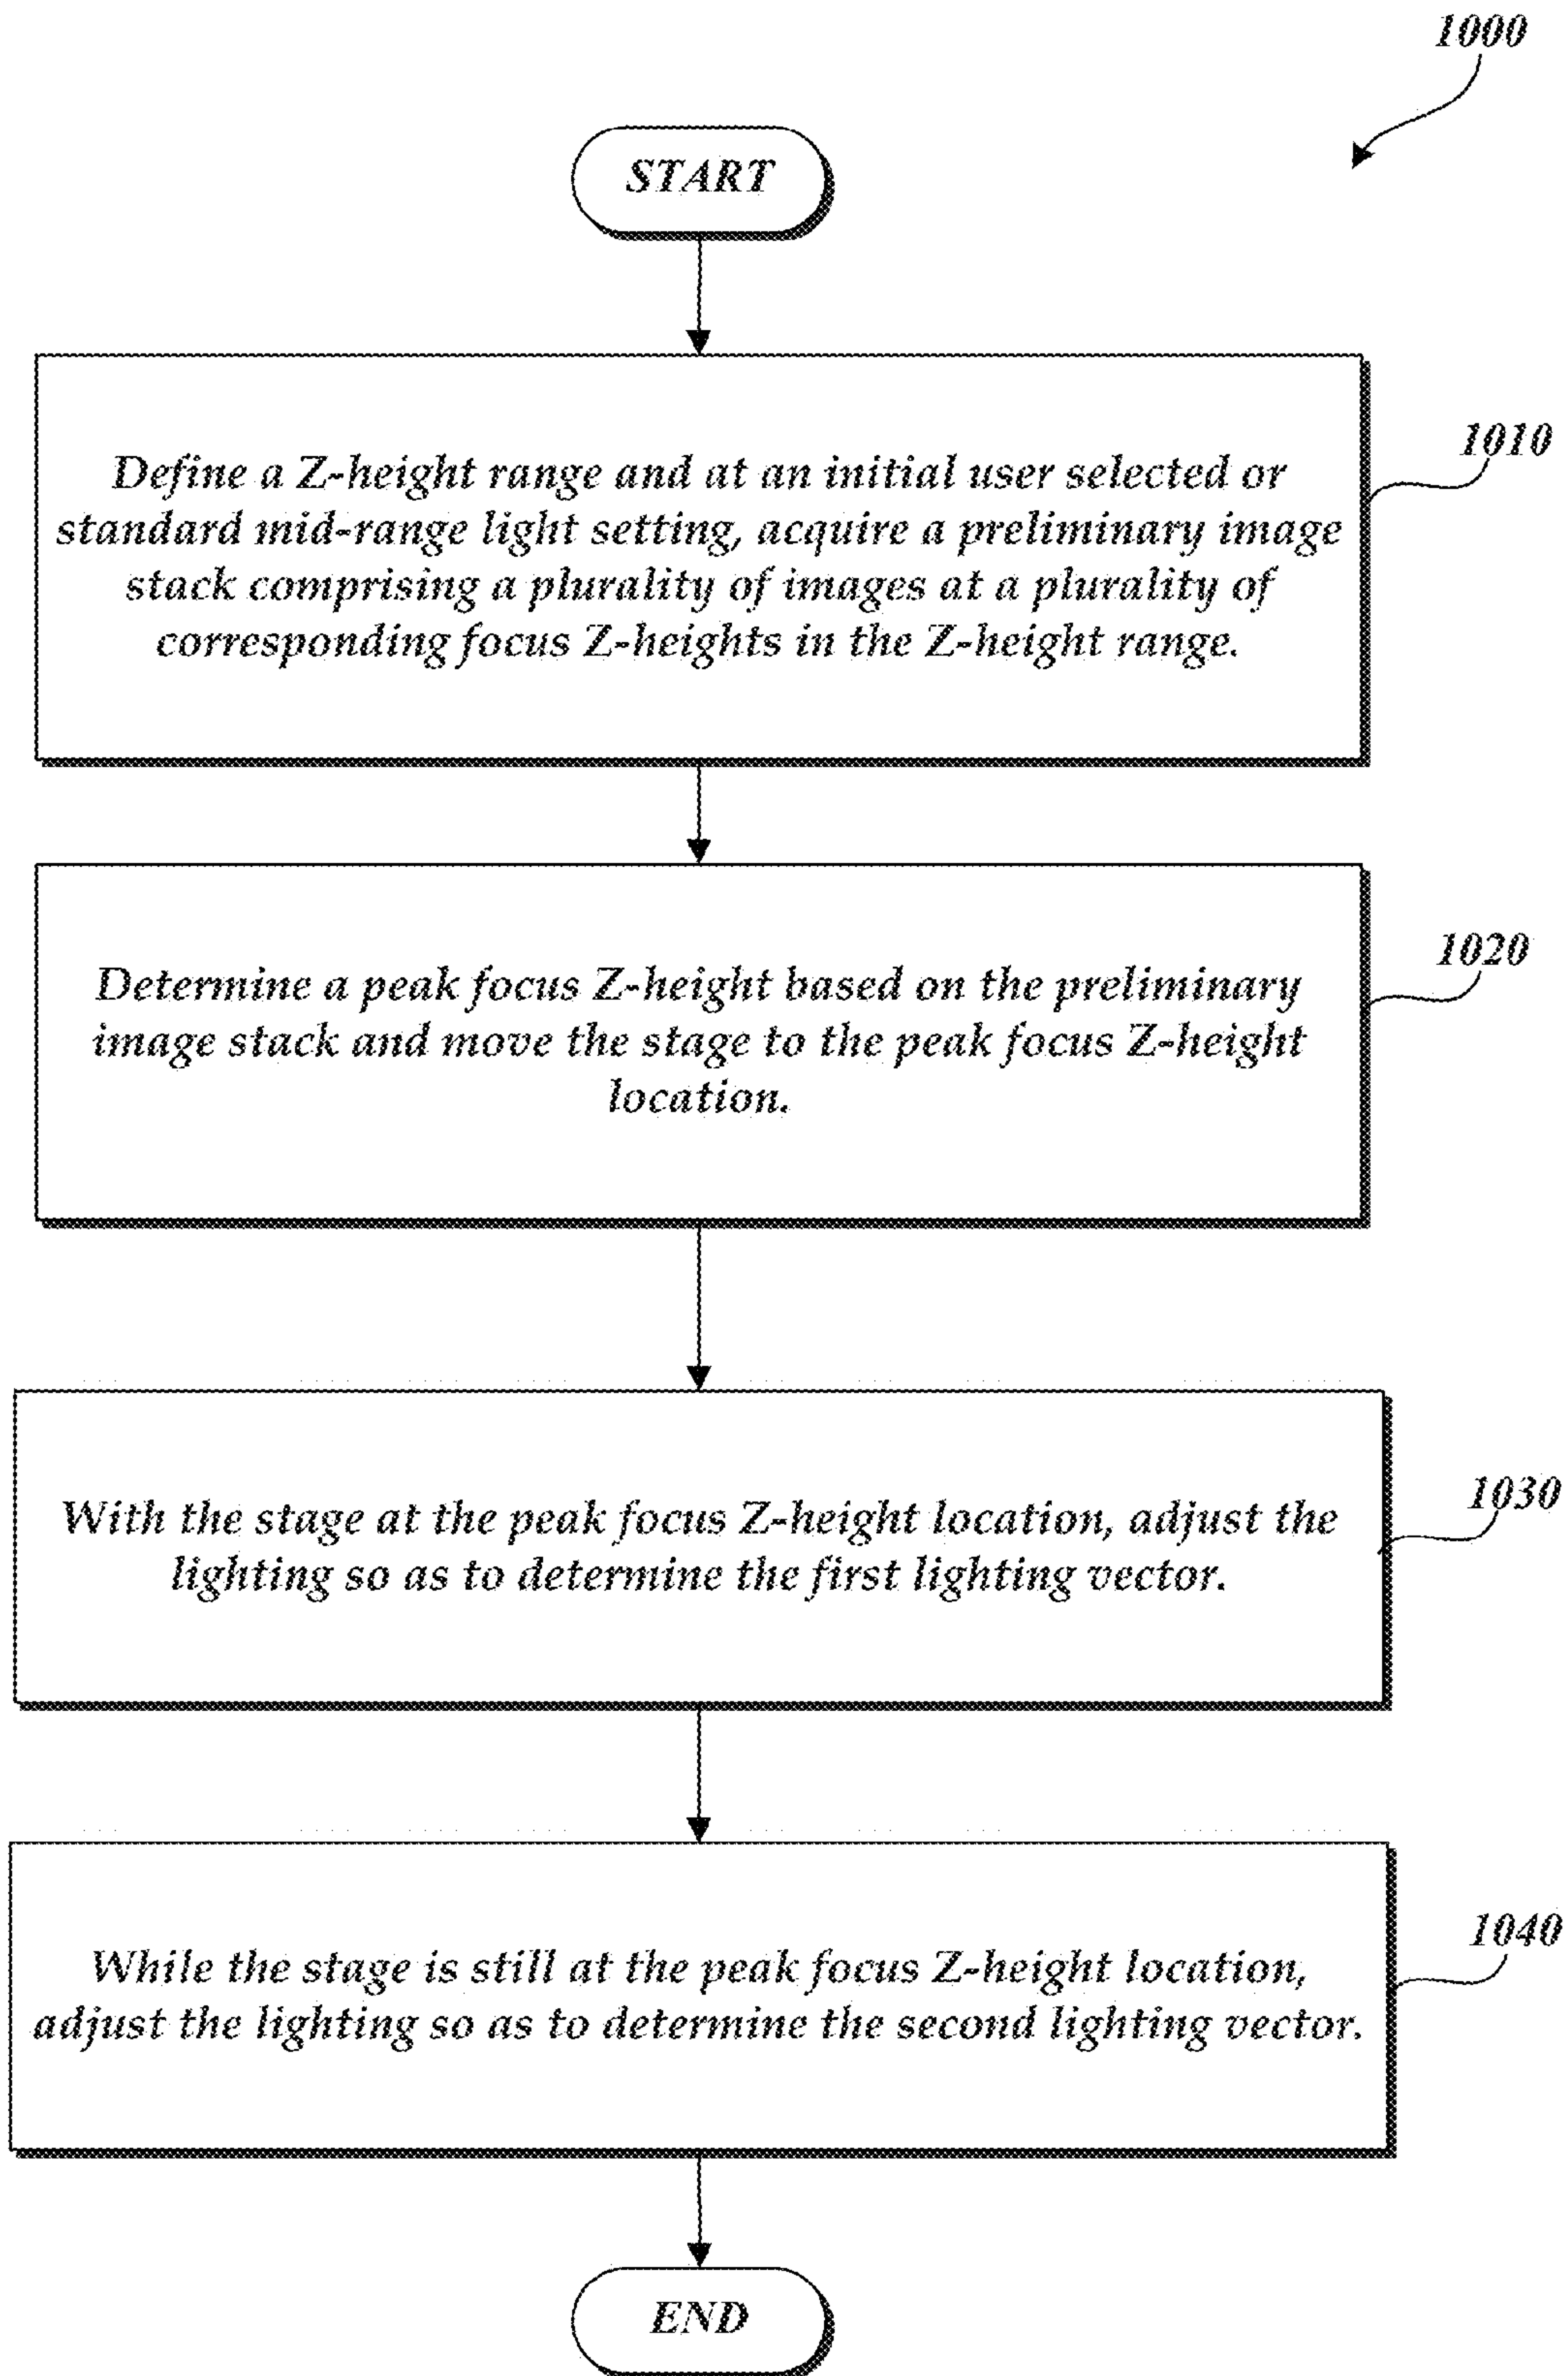 1000
START
Define a Z-height range and at an initial user selected or
standard mid-range light setting, acquire a preliminary image
stack comprising a plurality of images at a plurality of
corresponding focus Z-heights in the Z-height range.
1010
Determine a peak focus Z-height based on the preliminary
image stack and move the stage to the peak focus Z-height
location.
1020
With the stage at the peak focus Z-height location, adjust the
lighting so as to determine the first lighting vector.
1030
While the stage is still at the peak focus Z-height location,
adjust the lighting so as to determine the second lighting vector.
1040
END